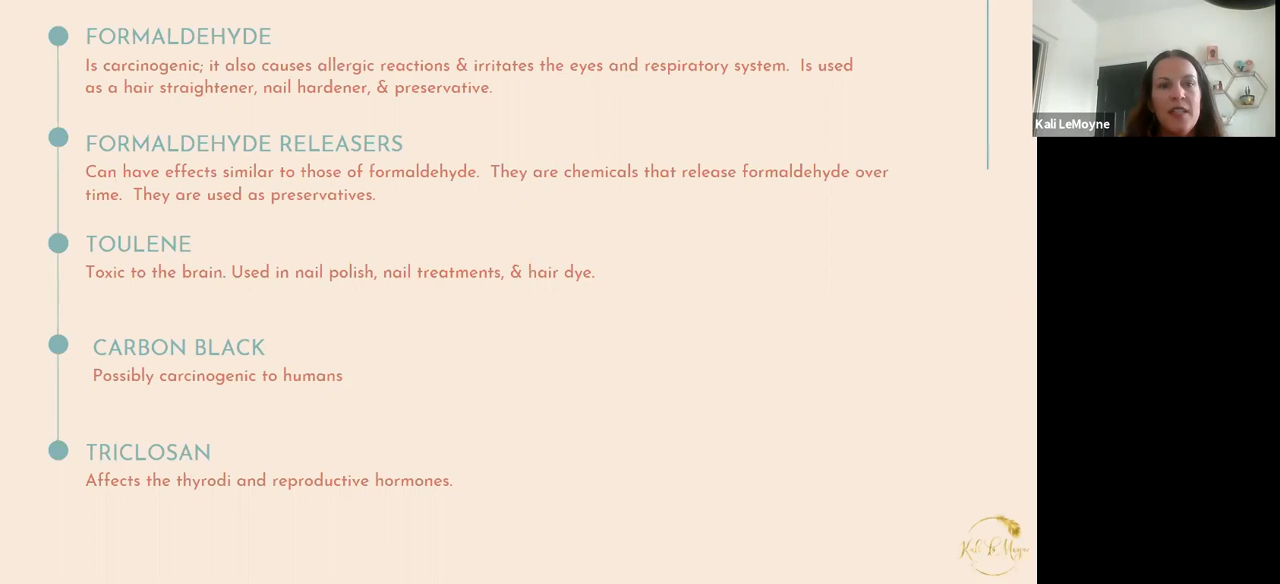 FORMALDEHYDE
Is carcinogenic; it also causes allergic reactions & irritates the eyes and respiratory system.  Is used
as a hair straightener, nail hardener, & preservative.
FORMALDEHYDE RELEASERS
Can have effects similar to those of formaldehyde.  They are chemicals that release formaldehyde over
time.  They are used as preservatives.
TOULENE
Toxic to the brain. Used in nail polish, nail treatments, & hair dye.
CARBON BLACK
Possibly carcinogenic to humans
TRICLOSAN
Affects the thyrodi and reproductive hormones.
Kali LeMoyne
Kali Le Moyne